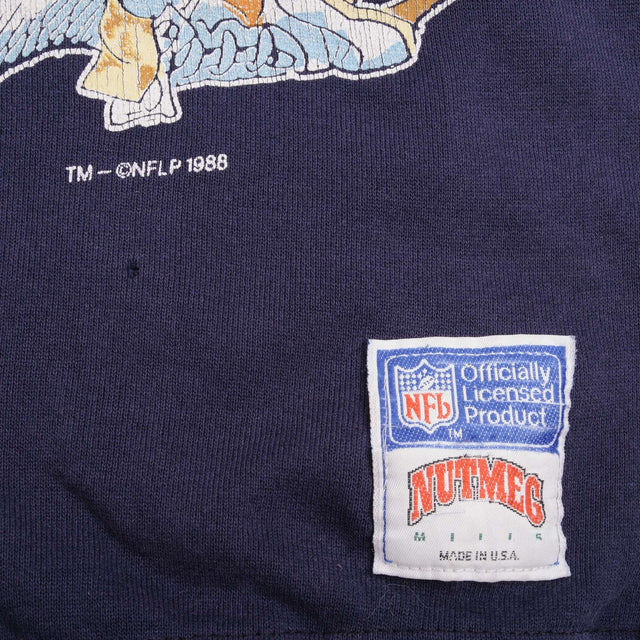 TM – ©NFLP 1988
NFL
Officially
Licensed
Product
TM
NUTMEG
MILLS
MADE IN U.S.A.